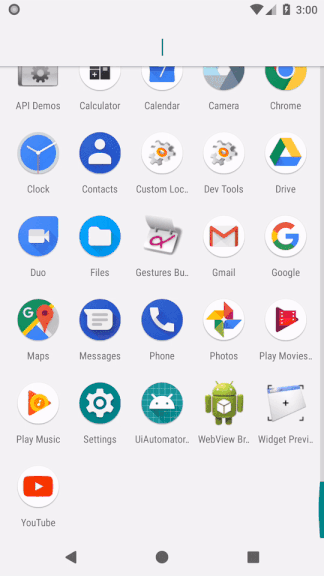 3:00
API Demos Calculator Calendar Camera Chrome
Clock Contacts Custom Loc.. Dev Tools Drive
Duo Files Gestures Bu.. Gmail Google
Maps Messages Phone Photos Play Movies..
Play Music Settings UiAutomator.. WebView Br.. Widget Previ..
YouTube